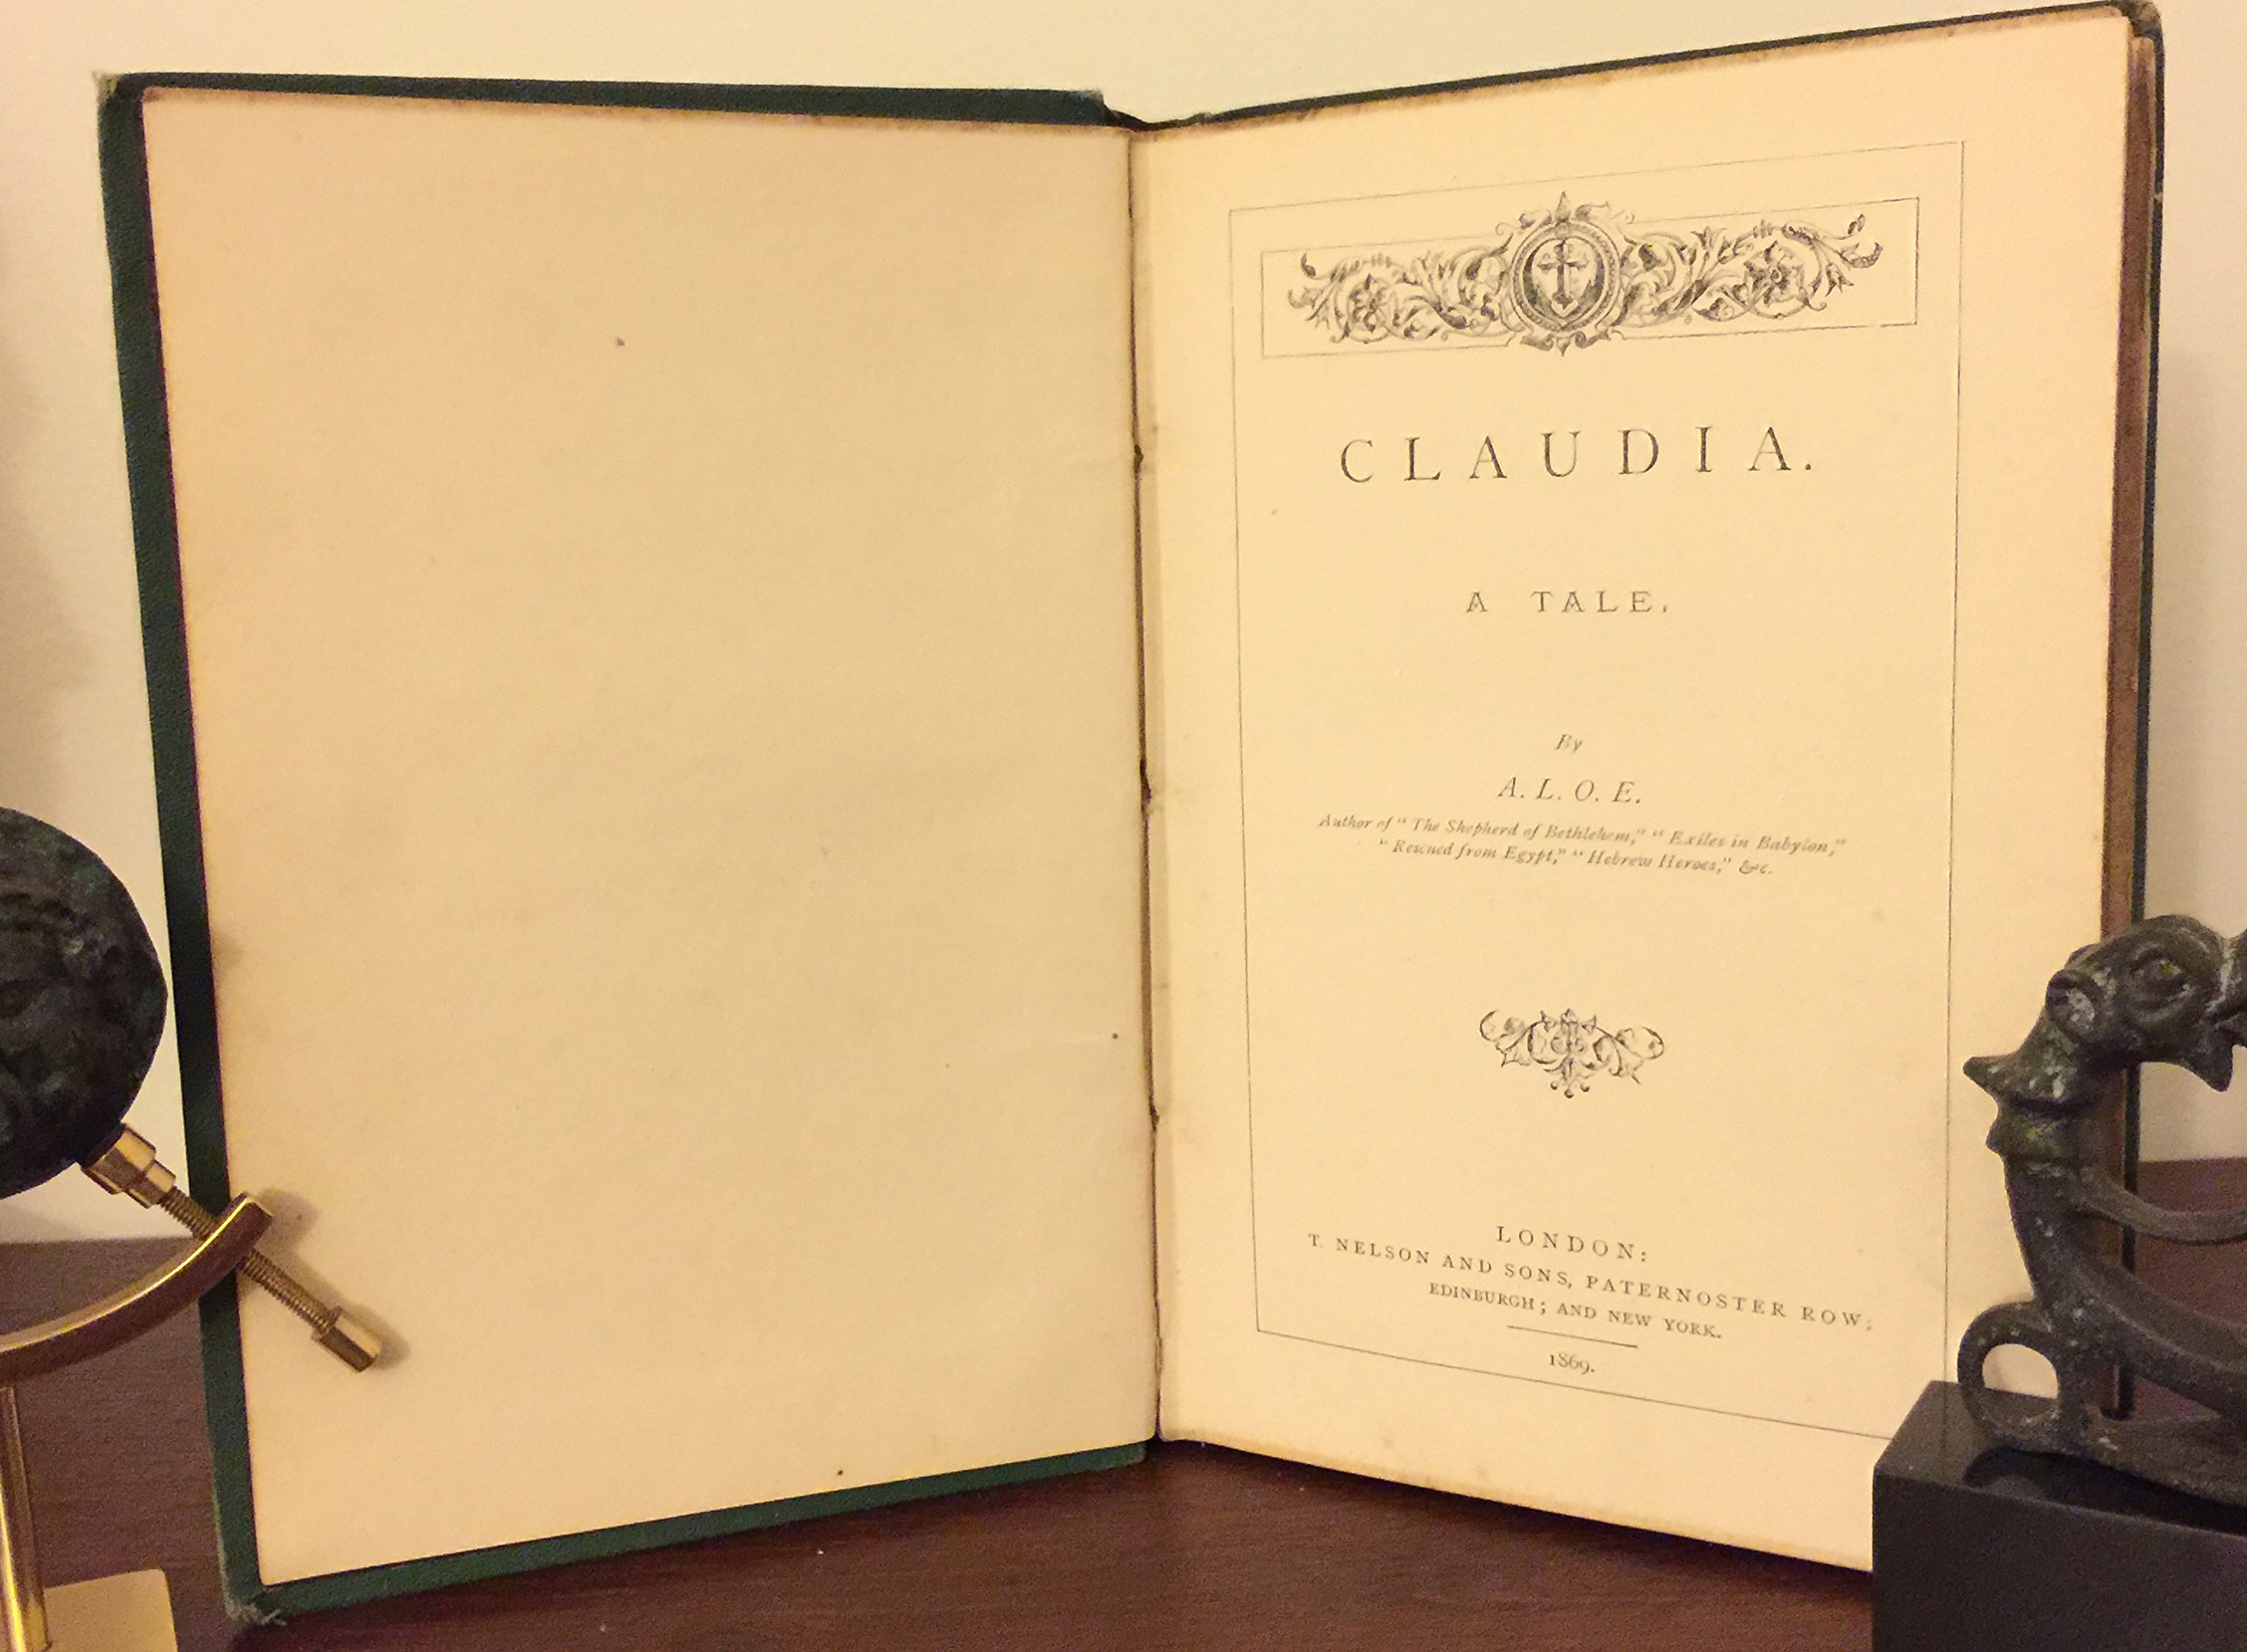 CLAUDIA.
A TALE.
By
A. L. O. E.
Author of “ The Shepherd of Bethlehem,” “ Exiles in Babylon,”
“ Rescued from Egypt,” “ Hebrew Heroes,” &c.
LONDON:
T. NELSON AND SONS, PATERNOSTER ROW;
EDINBURGH; AND NEW YORK.
1869.